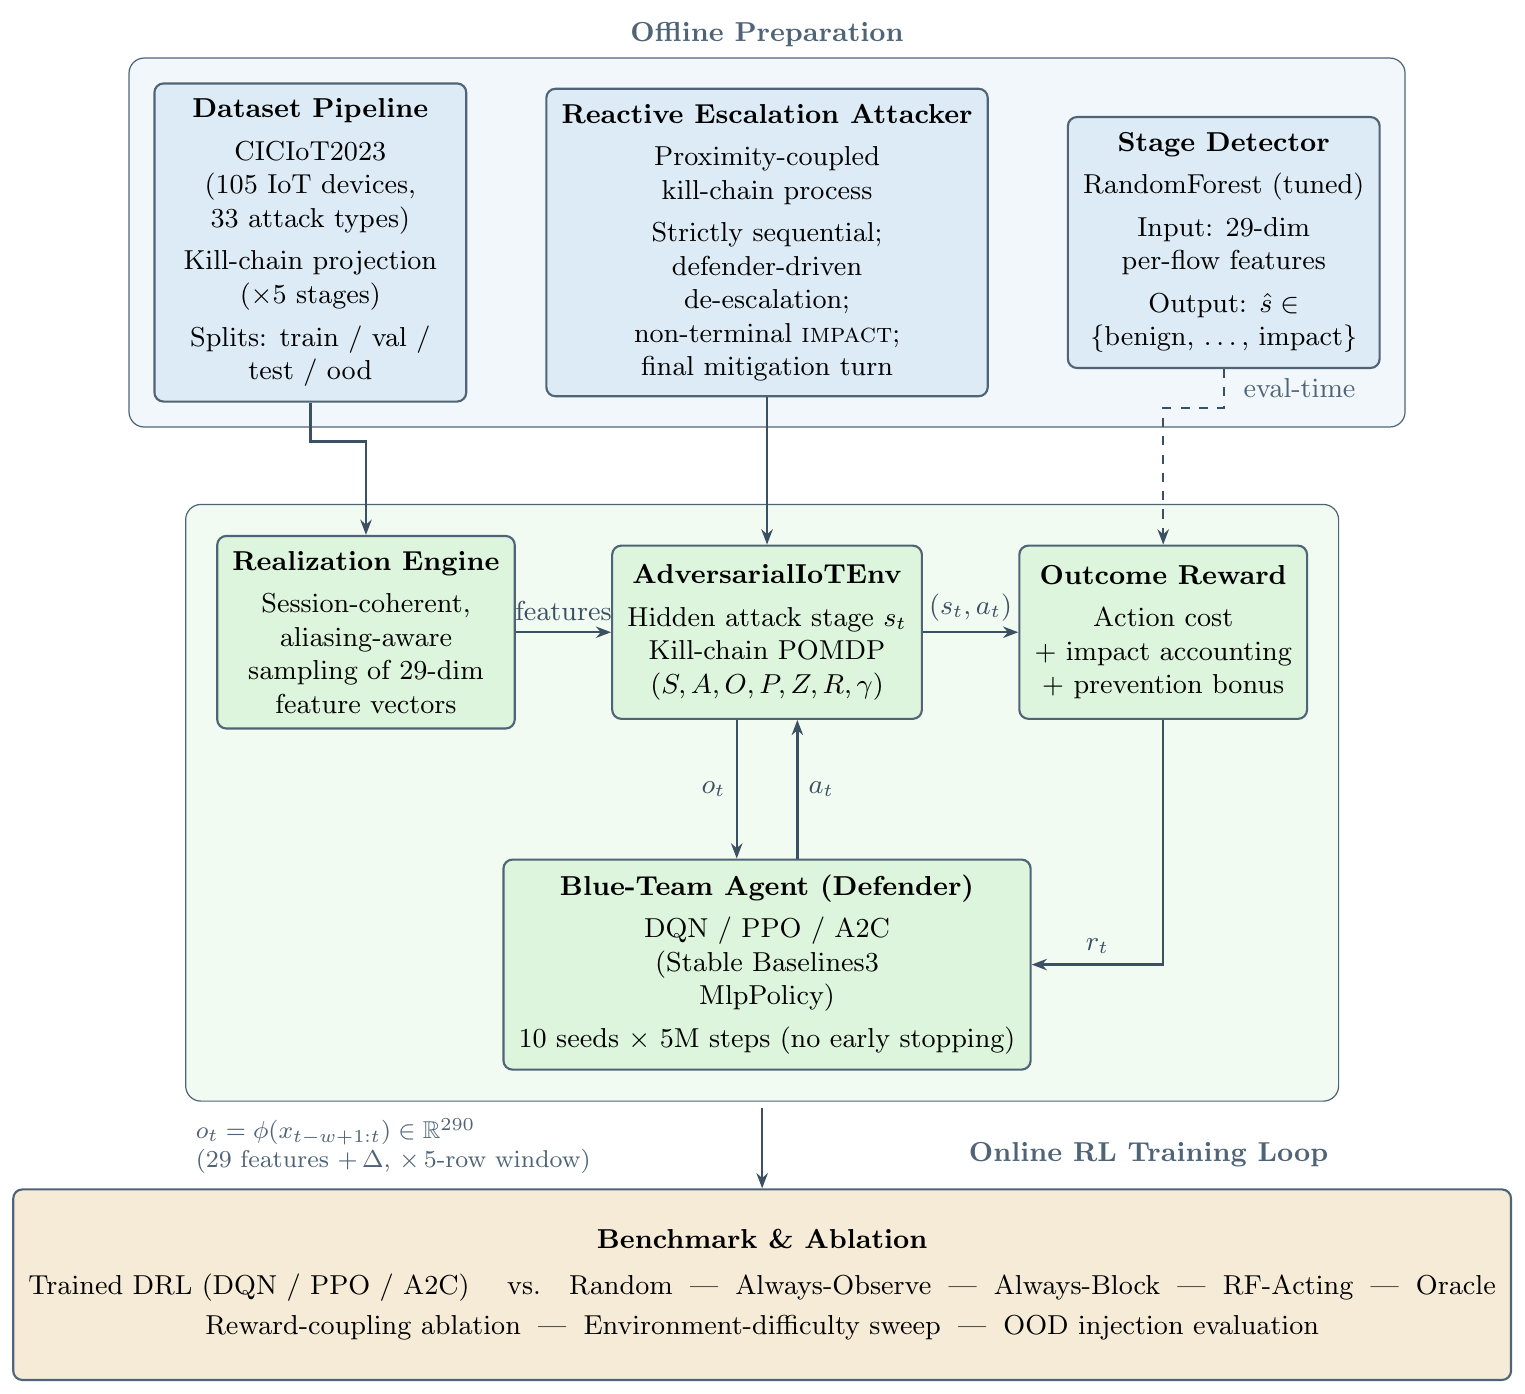 Offline Preparation
Dataset Pipeline
CICIoT2023
(105 IoT devices,
33 attack types)
Kill-chain projection
(×5 stages)
Splits: train / val /
test / ood
Reactive Escalation Attacker
Proximity-coupled
kill-chain process
Strictly sequential;
defender-driven
de-escalation;
non-terminal IMPACT;
final mitigation turn
Stage Detector
RandomForest (tuned)
Input: 29-dim
per-flow features
Output: ŝ ∈
{benign, …, impact}
eval-time
Realization Engine
Session-coherent,
aliasing-aware
sampling of 29-dim
feature vectors
features
AdversarialIoTEnv
Hidden attack stage s_t
Kill-chain POMDP
(S, A, O, P, Z, R, γ)
(s_t, a_t)
Outcome Reward
Action cost
+ impact accounting
+ prevention bonus
o_t
a_t
Blue-Team Agent (Defender)
DQN / PPO / A2C
(Stable Baselines3
MlpPolicy)
10 seeds × 5M steps (no early stopping)
r_t
o_t = ϕ(x_{t−w+1:t}) ∈ ℝ^290
(29 features + Δ, × 5-row window)
Online RL Training Loop
Benchmark & Ablation
Trained DRL (DQN / PPO / A2C) vs. Random — Always-Observe — Always-Block — RF-Acting — Oracle
Reward-coupling ablation — Environment-difficulty sweep — OOD injection evaluation